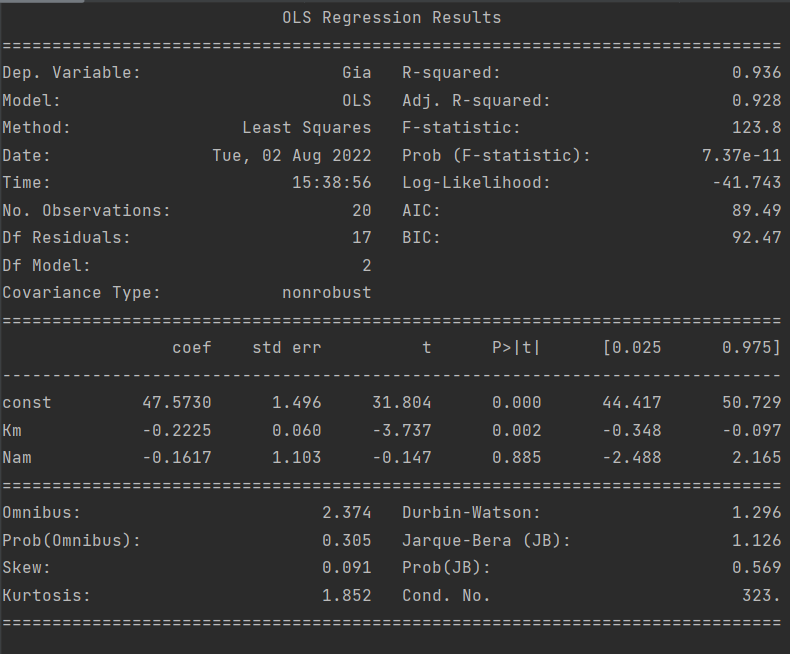 OLS Regression Results
==============================================================================
Dep. Variable:                    Gia   R-squared:                       0.936
Model:                            OLS   Adj. R-squared:                  0.928
Method:                 Least Squares   F-statistic:                     123.8
Date:                Tue, 02 Aug 2022   Prob (F-statistic):           7.37e-11
Time:                        15:38:56   Log-Likelihood:                -41.743
No. Observations:                  20   AIC:                             89.49
Df Residuals:                      17   BIC:                             92.47
Df Model:                           2
Covariance Type:            nonrobust
==============================================================================
                 coef    std err          t      P>|t|      [0.025      0.975]
------------------------------------------------------------------------------
const         47.5730      1.496     31.804      0.000      44.417      50.729
Km            -0.2225      0.060     -3.737      0.002      -0.348      -0.097
Nam           -0.1617      1.103     -0.147      0.885      -2.488       2.165
==============================================================================
Omnibus:                        2.374   Durbin-Watson:                   1.296
Prob(Omnibus):                  0.305   Jarque-Bera (JB):                1.126
Skew:                           0.091   Prob(JB):                        0.569
Kurtosis:                       1.852   Cond. No.                         323.
==============================================================================